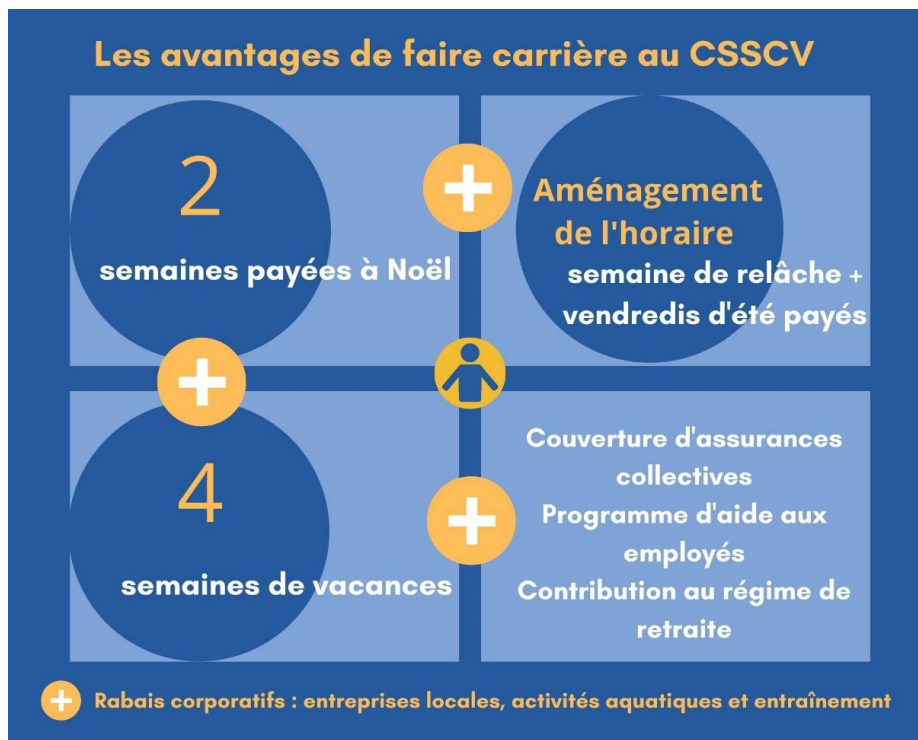 Les avantages de faire carrière au CSSCV
2
semaines payées à Noël
Aménagement
de l'horaire
semaine de relâche +
vendredis d'été payés
4
semaines de vacances
Couverture d'assurances
collectives
Programme d'aide aux
employés
Contribution au régime de
retraite
Rabais corporatifs : entreprises locales, activités aquatiques et entraînement